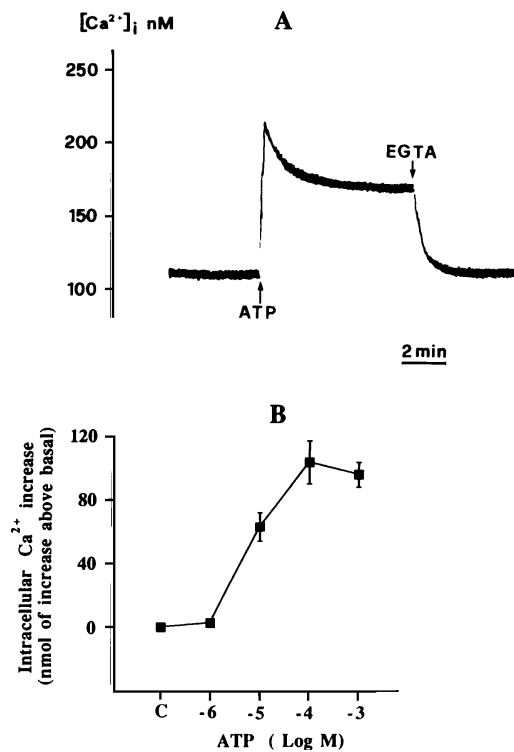 A
[Ca²⁺]ᵢ nM
250
200
150
100
EGTA
ATP
2 min
B
Intracellular Ca²⁺ increase
(nmol of increase above basal)
120
80
40
0
C -6 -5 -4 -3
ATP ( Log M)